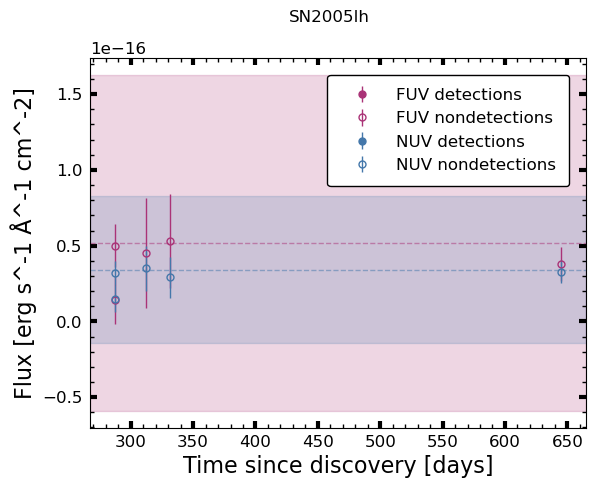 SN2005lh
1e−16
FUV detections
FUV nondetections
NUV detections
NUV nondetections
1.5
1.0
0.5
0.0
−0.5
Flux [erg s^-1 Å^-1 cm^-2]
300 350 400 450 500 550 600 650
Time since discovery [days]